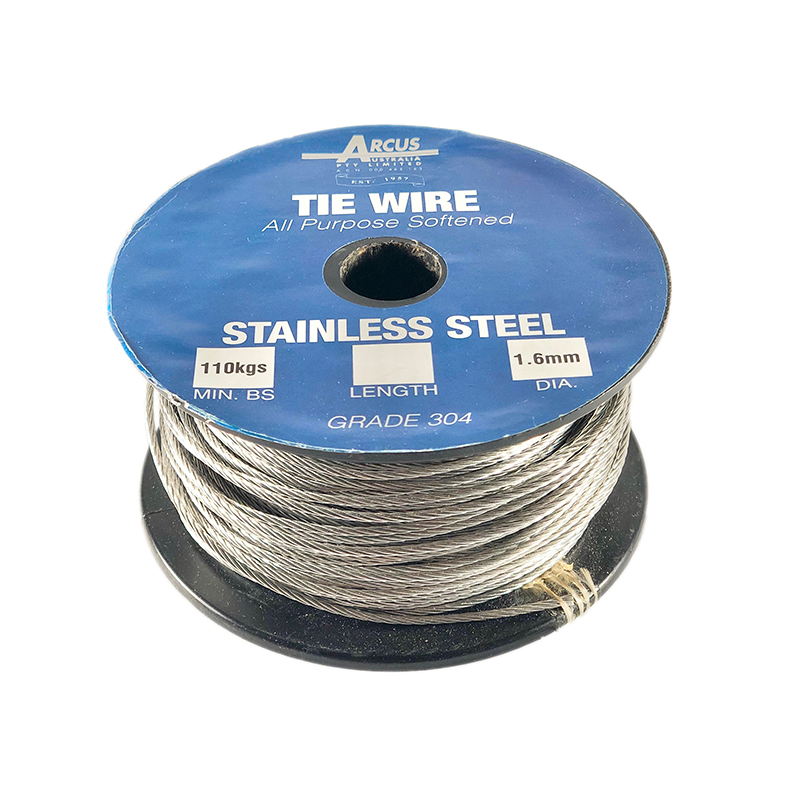 ARCUS
AUSTRALIA
PTY LIMITED
EST. 1957
TIE WIRE
All Purpose Softened
STAINLESS STEEL
110kgs
1.6mm
MIN. BS
LENGTH
DIA.
GRADE 304